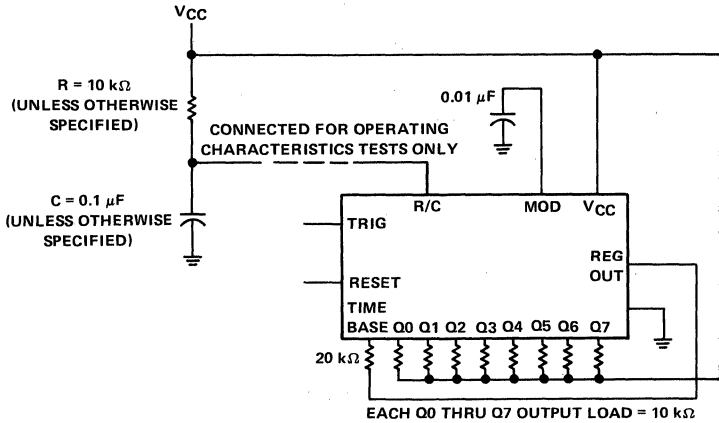 VCC
R = 10 kΩ
(UNLESS OTHERWISE
SPECIFIED)
0.01 μF
CONNECTED FOR OPERATING
CHARACTERISTICS TESTS ONLY
C = 0.1 μF
(UNLESS OTHERWISE
SPECIFIED)
R/C MOD VCC
TRIG
REG
OUT
RESET
TIME
BASE Q0 Q1 Q2 Q3 Q4 Q5 Q6 Q7
20 kΩ
EACH Q0 THRU Q7 OUTPUT LOAD = 10 kΩ